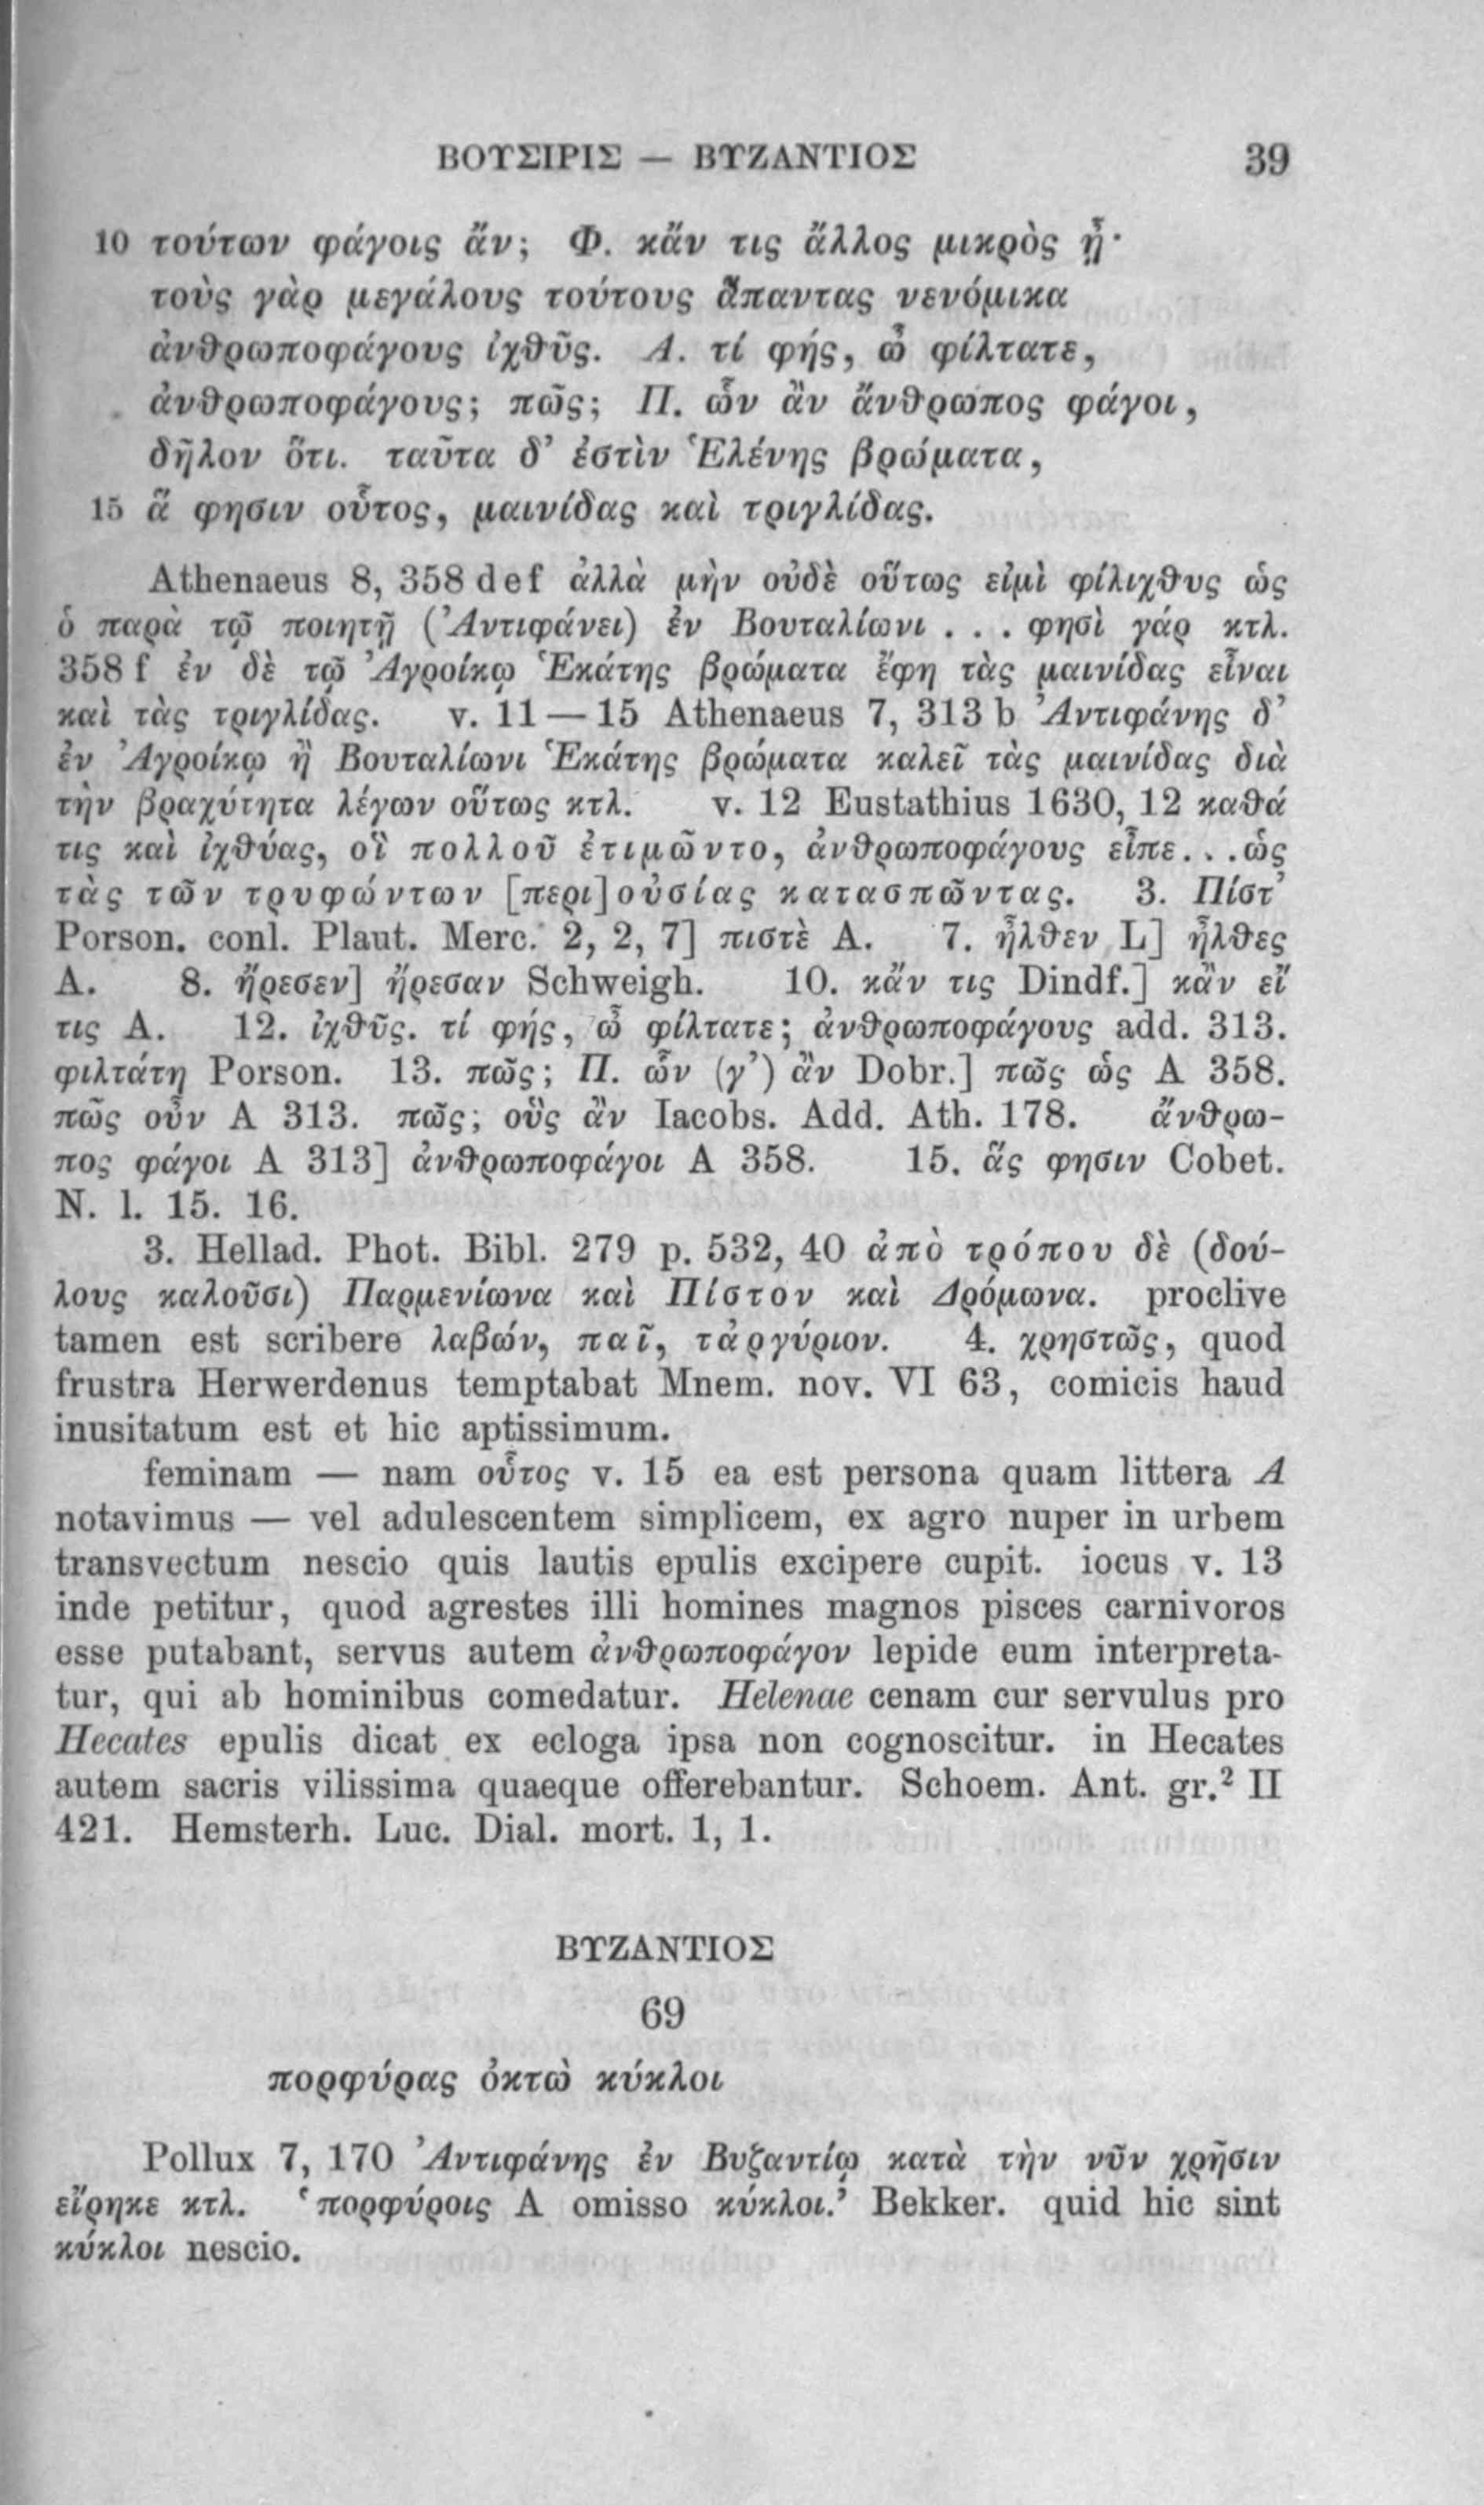 ΒΟΥΣΙΡΙΣ — ΒΥΖΑΝΤΙΟΣ 39
10 τούτων φάγοις ἄν; Φ. κἄν τις ἄλλος μικρὸς ᾖ·
τοὺς γὰρ μεγάλους τούτους ἅπαντας νενόμικα
ἀνθρωποφάγους ἰχθῦς. Α. τί φής, ὦ φίλτατε,
ἀνθρωποφάγους; πῶς; Π. ὧν ἂν ἄνθρωπος φάγοι,
δῆλον ὅτι. ταῦτα δ’ ἐστὶν Ἑλένης βρώματα,
15 ἅ φησιν οὗτος, μαινίδας καὶ τριγλίδας.
Athenaeus 8, 358 def ἀλλὰ μὴν οὐδὲ οὕτως εἰμὶ φίλιχθυς ὡς
ὁ παρὰ τῷ ποιητῇ (Ἀντιφάνει) ἐν Βουταλίωνι . . . φησὶ γάρ κτλ.
358 f ἐν δὲ τῷ Ἀγροίκῳ Ἑκάτης βρώματα ἔφη τὰς μαινίδας εἶναι
καὶ τὰς τριγλίδας. v. 11—15 Athenaeus 7, 313 b Ἀντιφάνης δ’
ἐν Ἀγροίκῳ ἢ Βουταλίωνι Ἑκάτης βρώματα καλεῖ τὰς μαινίδας διὰ
τὴν βραχύτητα λέγων οὕτως κτλ. v. 12 Eustathius 1630, 12 καθά
τις καὶ ἰχθύας, οἳ πολλοῦ ἐτιμῶντο, ἀνθρωποφάγους εἶπε . . . ὡς
τὰς τῶν τρυφώντων [περι]ουσίας κατασπῶντας. 3. Πίστ’
Porson. conl. Plaut. Merc. 2, 2, 7] πιστὲ A. 7. ἦλθεν L] ἦλθες
A. 8. ἤρεσεν] ἤρεσαν Schweigh. 10. κἄν τις Dindf.] κἂν εἴ
τις A. 12. ἰχθῦς. τί φής, ὦ φίλτατε; ἀνθρωποφάγους add. 313.
φιλτάτη Porson. 13. πῶς; Π. ὧν (γ’) ἂν Dobr.] πῶς ὡς A 358.
πῶς οὖν A 313. πῶς; οὓς ἂν Iacobs. Add. Ath. 178. ἄνθρω-
πος φάγοι A 313] ἀνθρωποφάγοι A 358. 15. ἅς φησιν Cobet.
N. l. 15. 16.
3. Hellad. Phot. Bibl. 279 p. 532, 40 ἀπὸ τρόπου δὲ (δού-
λους καλοῦσι) Παρμενίωνα καὶ Πίστον καὶ Δρόμωνα. proclive
tamen est scribere λαβών, παῖ, τἀργύριον. 4. χρηστῶς, quod
frustra Herwerdenus temptabat Mnem. nov. VI 63, comicis haud
inusitatum est et hic aptissimum.
feminam — nam οὗτος v. 15 ea est persona quam littera A
notavimus — vel adulescentem simplicem, ex agro nuper in urbem
transvectum nescio quis lautis epulis excipere cupit. iocus v. 13
inde petitur, quod agrestes illi homines magnos pisces carnivoros
esse putabant, servus autem ἀνθρωποφάγον lepide eum interpreta-
tur, qui ab hominibus comedatur. Helenae cenam cur servulus pro
Hecates epulis dicat ex ecloga ipsa non cognoscitur. in Hecates
autem sacris vilissima quaeque offerebantur. Schoem. Ant. gr.² II
421. Hemsterh. Luc. Dial. mort. 1, 1.
ΒΥΖΑΝΤΙΟΣ
69
πορφύρας ὀκτὼ κύκλοι
Pollux 7, 170 Ἀντιφάνης ἐν Βυζαντίῳ κατὰ τὴν νῦν χρῆσιν
εἴρηκε κτλ. ‘πορφύροις A omisso κύκλοι.’ Bekker. quid hic sint
κύκλοι nescio.